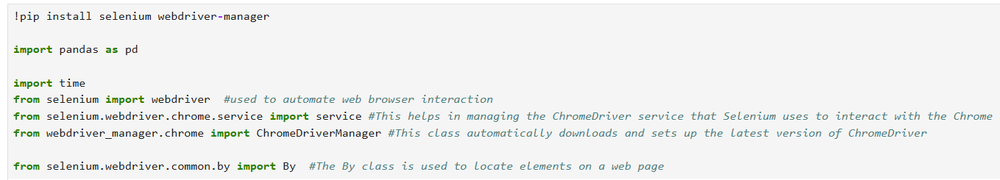 !pip install selenium webdriver-manager
import pandas as pd
import time
from selenium import webdriver  #used to automate web browser interaction
from selenium.webdriver.chrome.service import service #This helps in managing the ChromeDriver service that Selenium uses to interact with the Chrome
from webdriver_manager.chrome import ChromeDriverManager #This class automatically downloads and sets up the latest version of ChromeDriver
from selenium.webdriver.common.by import By  #The By class is used to locate elements on a web page